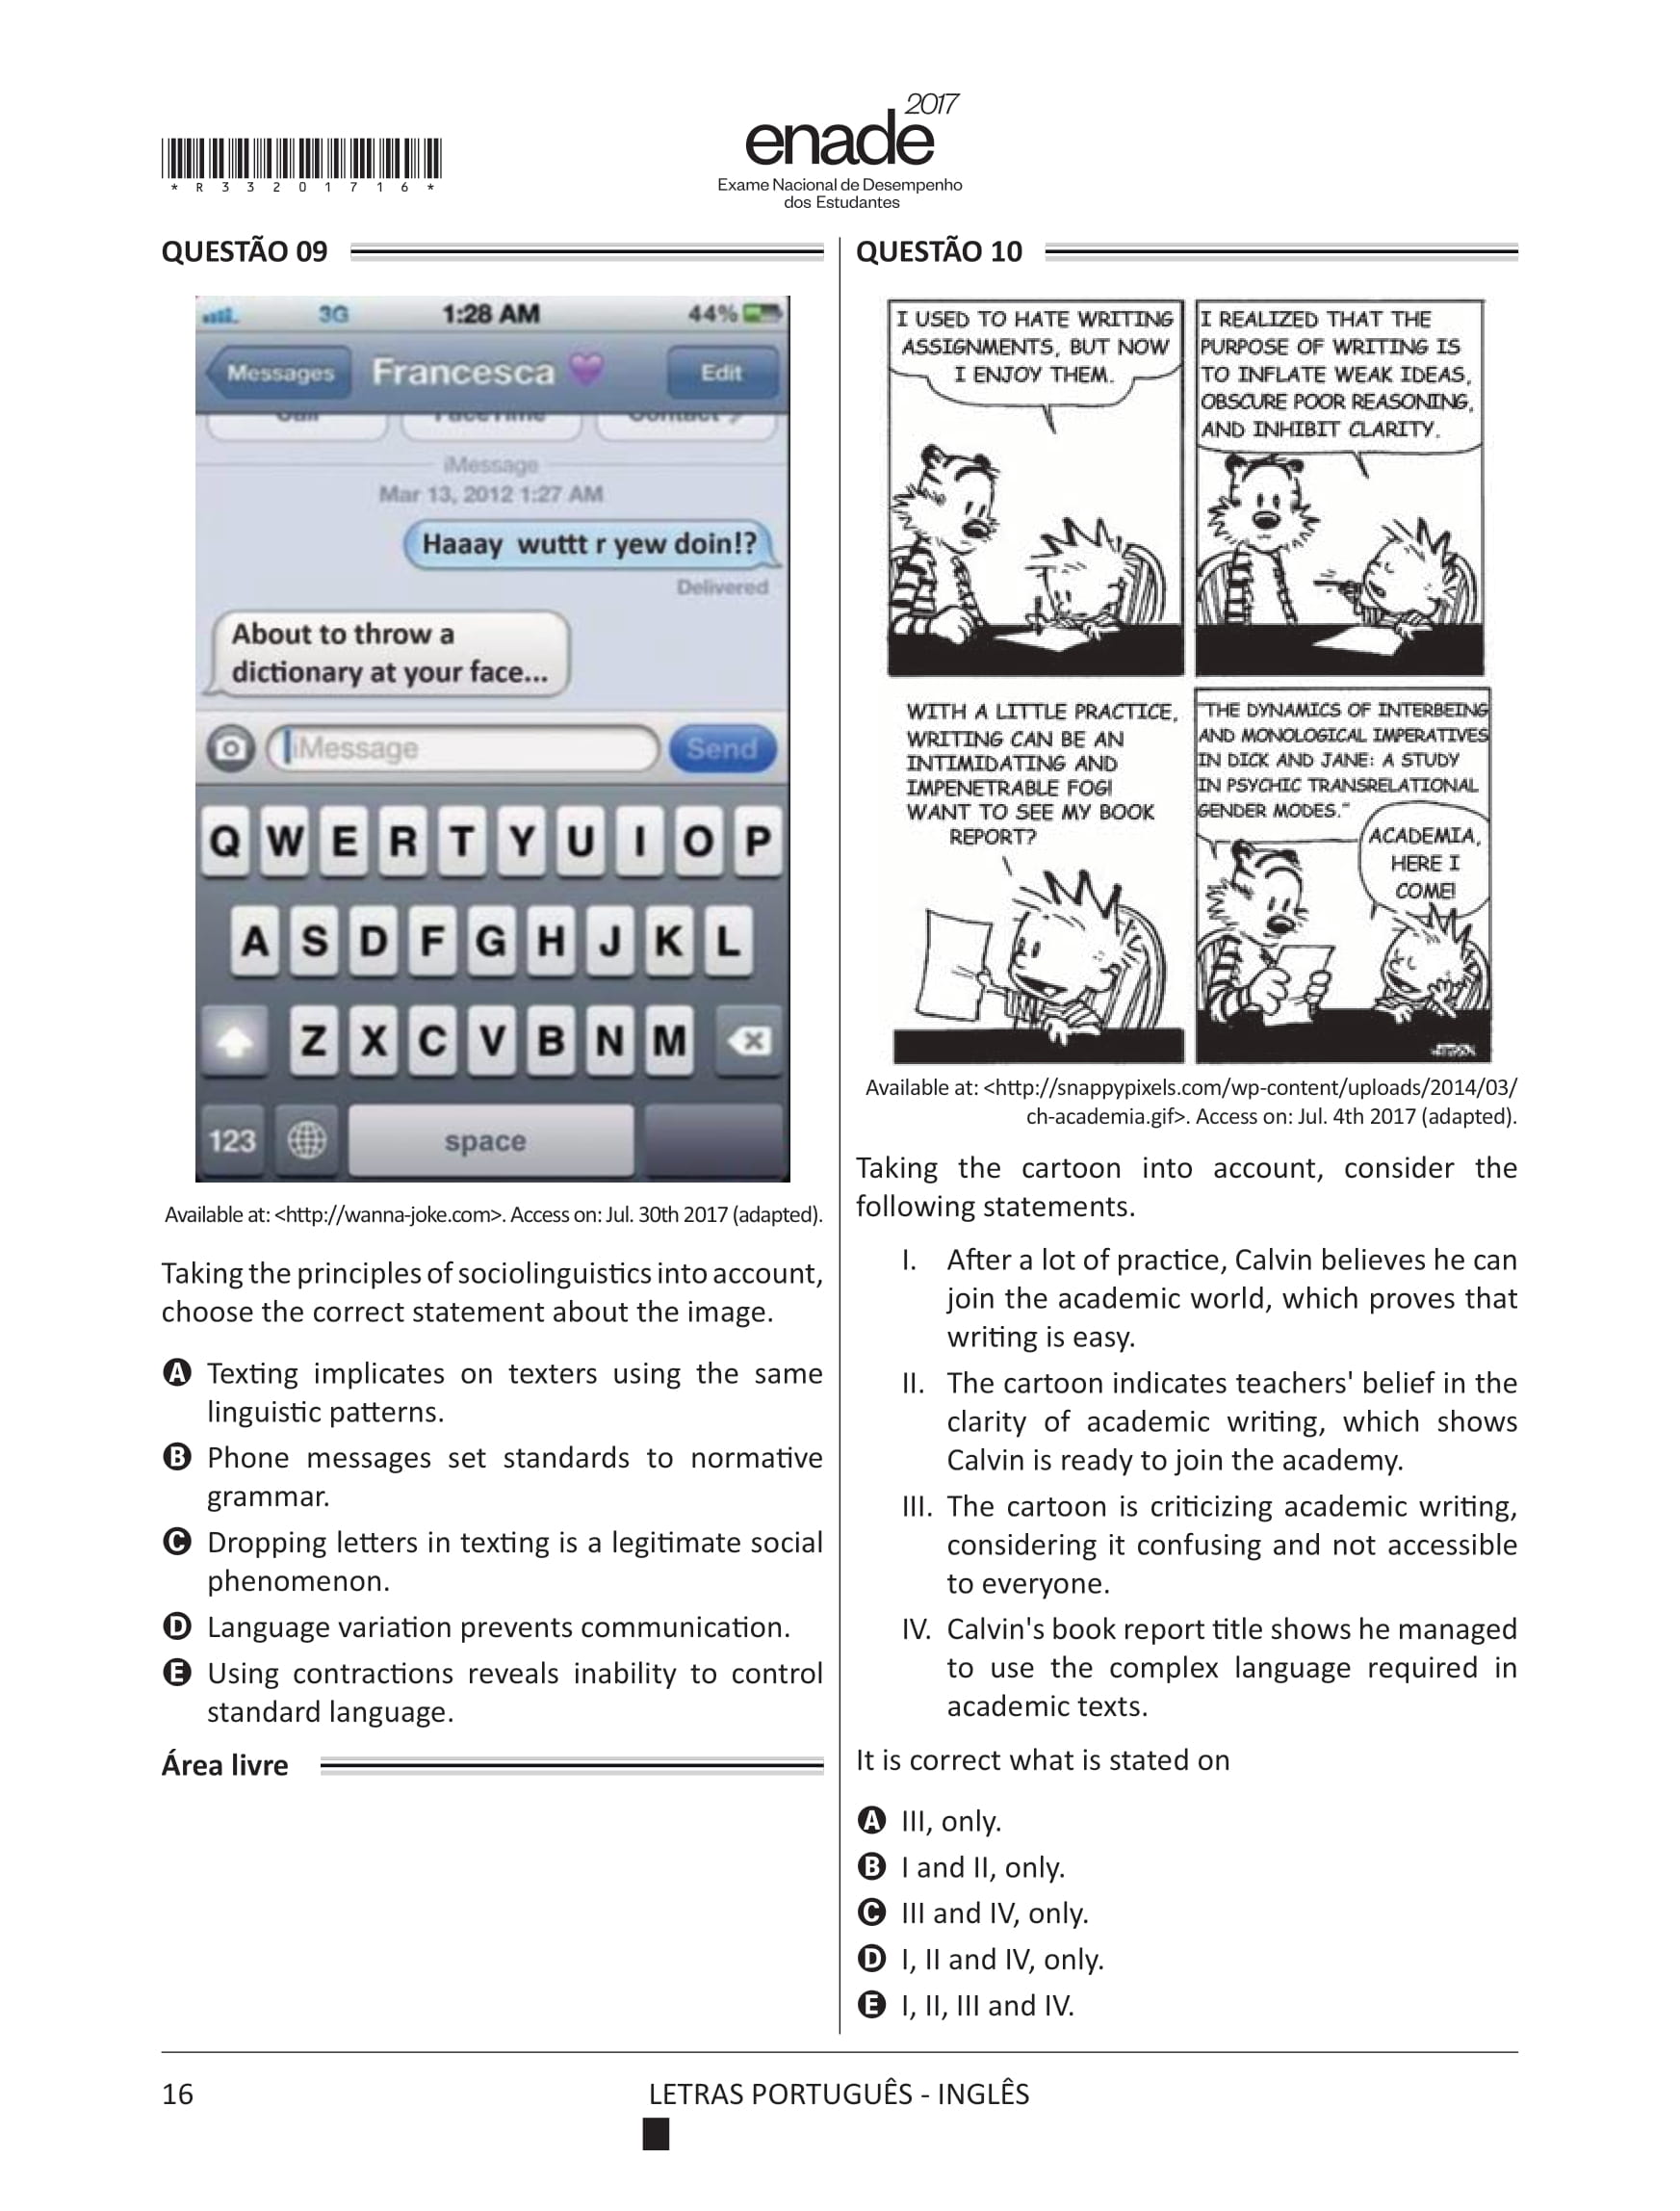 * R 3 3 2 0 1 7 1 6 *
2017
enade
Exame Nacional de Desempenho
dos Estudantes
QUESTÃO 09
3G
1:28 AM
44%
Messages
Francesca
Edit
Call
FaceTime
Contact
iMessage
Mar 13, 2012 1:27 AM
Haaay wuttt r yew doin!?
Delivered
About to throw a
dictionary at your face...
iMessage
Send
Q W E R T Y U I O P
A S D F G H J K L
Z X C V B N M
123
space
Available at: <http://wanna-joke.com>. Access on: Jul. 30th 2017 (adapted).
Taking the principles of sociolinguistics into account,
choose the correct statement about the image.
A Texting implicates on texters using the same
linguistic patterns.
B Phone messages set standards to normative
grammar.
C Dropping letters in texting is a legitimate social
phenomenon.
D Language variation prevents communication.
E Using contractions reveals inability to control
standard language.
Área livre
QUESTÃO 10
I USED TO HATE WRITING
ASSIGNMENTS, BUT NOW
I ENJOY THEM.
I REALIZED THAT THE
PURPOSE OF WRITING IS
TO INFLATE WEAK IDEAS,
OBSCURE POOR REASONING,
AND INHIBIT CLARITY.
WITH A LITTLE PRACTICE,
WRITING CAN BE AN
INTIMIDATING AND
IMPENETRABLE FOG!
WANT TO SEE MY BOOK
REPORT?
"THE DYNAMICS OF INTERBEING
AND MONOLOGICAL IMPERATIVES
IN DICK AND JANE: A STUDY
IN PSYCHIC TRANSRELATIONAL
GENDER MODES."
ACADEMIA,
HERE I
COME!
Available at: <http://snappypixels.com/wp-content/uploads/2014/03/
ch-academia.gif>. Access on: Jul. 4th 2017 (adapted).
Taking the cartoon into account, consider the
following statements.
I. After a lot of practice, Calvin believes he can
join the academic world, which proves that
writing is easy.
II. The cartoon indicates teachers' belief in the
clarity of academic writing, which shows
Calvin is ready to join the academy.
III. The cartoon is criticizing academic writing,
considering it confusing and not accessible
to everyone.
IV. Calvin's book report title shows he managed
to use the complex language required in
academic texts.
It is correct what is stated on
A III, only.
B I and II, only.
C III and IV, only.
D I, II and IV, only.
E I, II, III and IV.
16
LETRAS PORTUGUÊS - INGLÊS